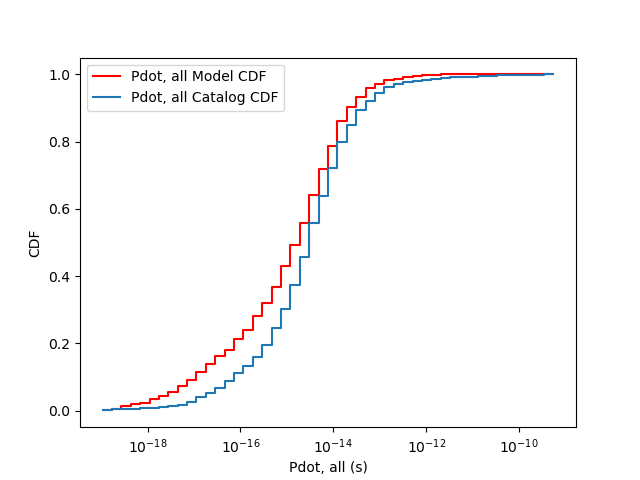 Pdot, all Model CDF
Pdot, all Catalog CDF
1.0
0.8
0.6
0.4
0.2
0.0
CDF
10⁻¹⁸
10⁻¹⁶
10⁻¹⁴
10⁻¹²
10⁻¹⁰
Pdot, all (s)